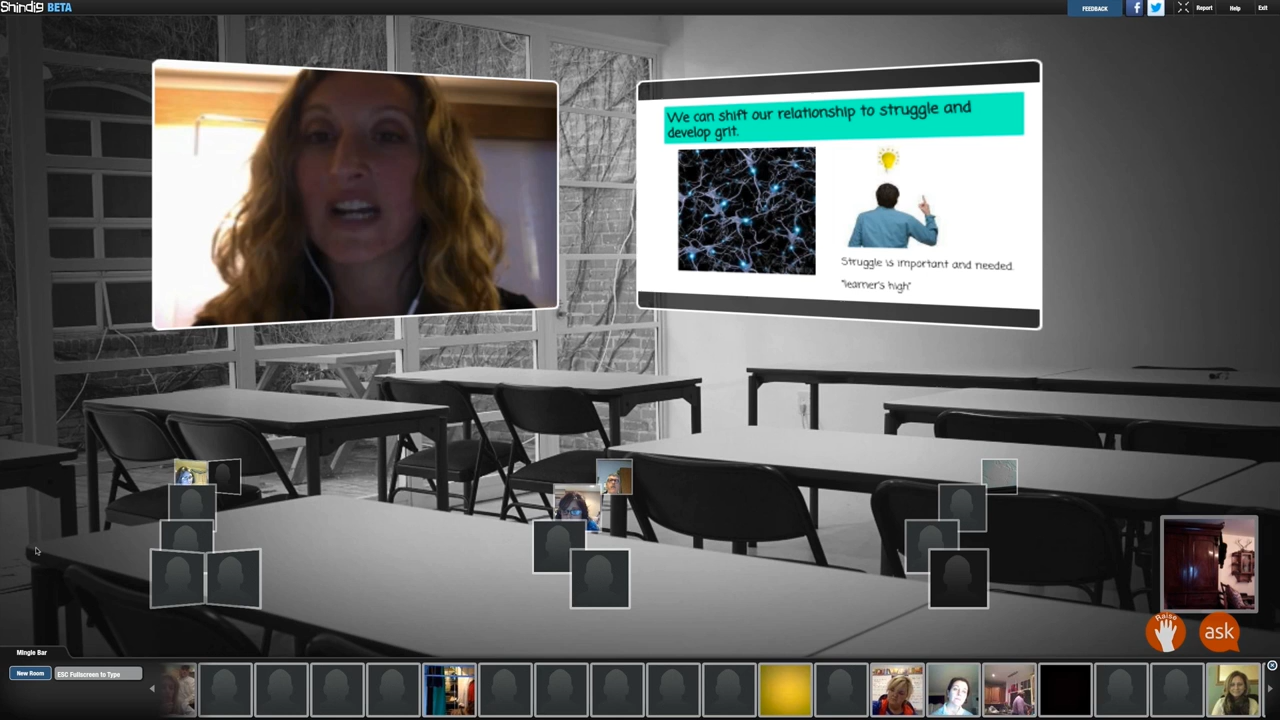 Shindig BETA
FEEDBACK
Report
Help
Exit
We can shift our relationship to struggle and
develop grit.
Struggle is important and needed.
"learner's high"
Raise
ask
Mingle Bar
New Room
ESC Fullscreen to Type